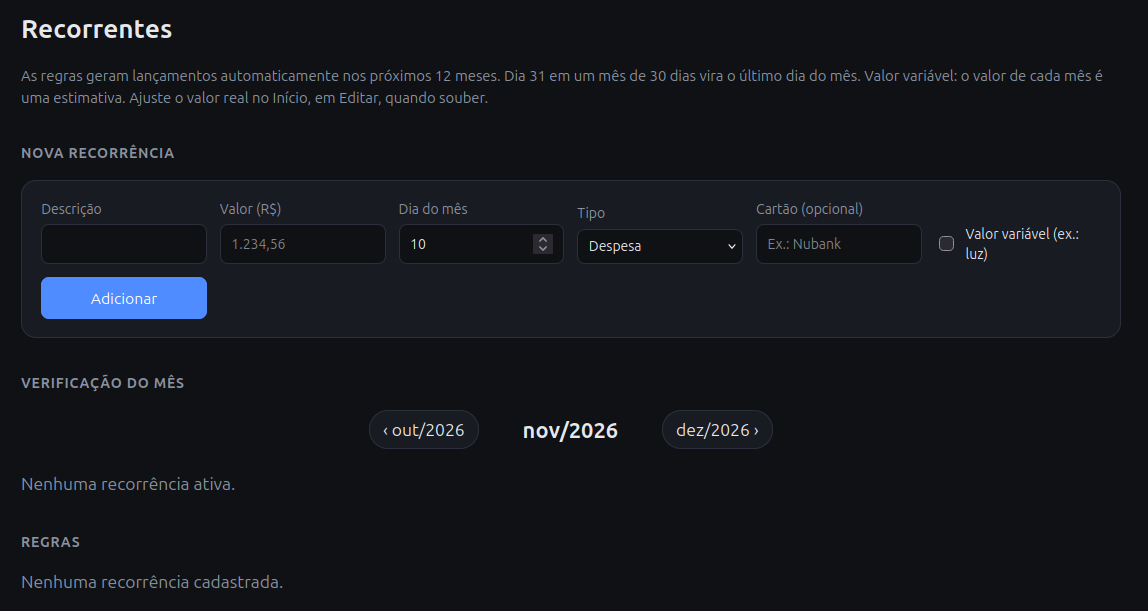 Recorrentes
As regras geram lançamentos automaticamente nos próximos 12 meses. Dia 31 em um mês de 30 dias vira o último dia do mês. Valor variável: o valor de cada mês é
uma estimativa. Ajuste o valor real no Início, em Editar, quando souber.
NOVA RECORRÊNCIA
Descrição
Valor (R$)
Dia do mês
Tipo
Cartão (opcional)
1.234,56
10
Despesa
Ex.: Nubank
Valor variável (ex.:
luz)
Adicionar
VERIFICAÇÃO DO MÊS
‹ out/2026
nov/2026
dez/2026 ›
Nenhuma recorrência ativa.
REGRAS
Nenhuma recorrência cadastrada.